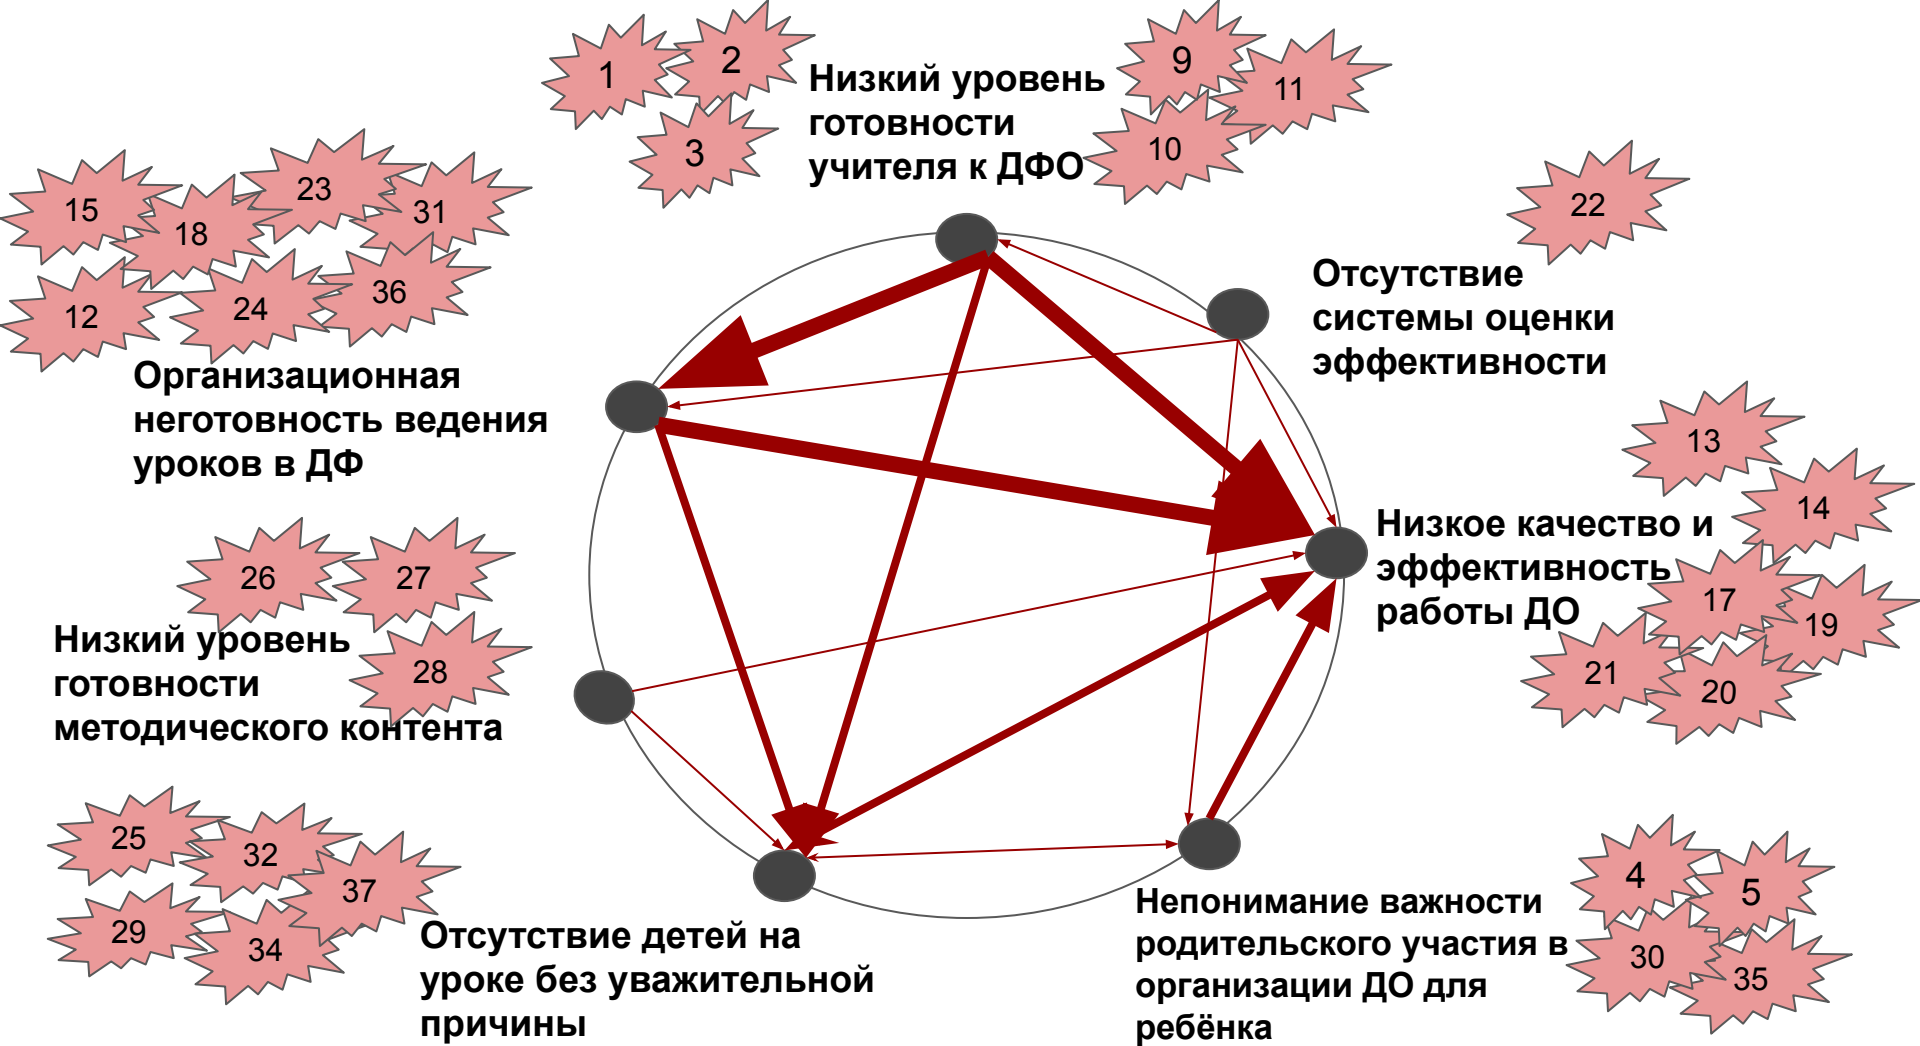 1
2
3
Низкий уровень
готовности
учителя к ДФО
9
11
10
15
18
23
31
12
24
36
Организационная
неготовность ведения
уроков в ДФ
22
Отсутствие
системы оценки
эффективности
13
14
17
19
21
20
Низкое качество и
эффективность
работы ДО
26
27
28
Низкий уровень
готовности
методического контента
25
32
37
29
34
Отсутствие детей на
уроке без уважительной
причины
4
5
30
35
Непонимание важности
родительского участия в
организации ДО для
ребёнка